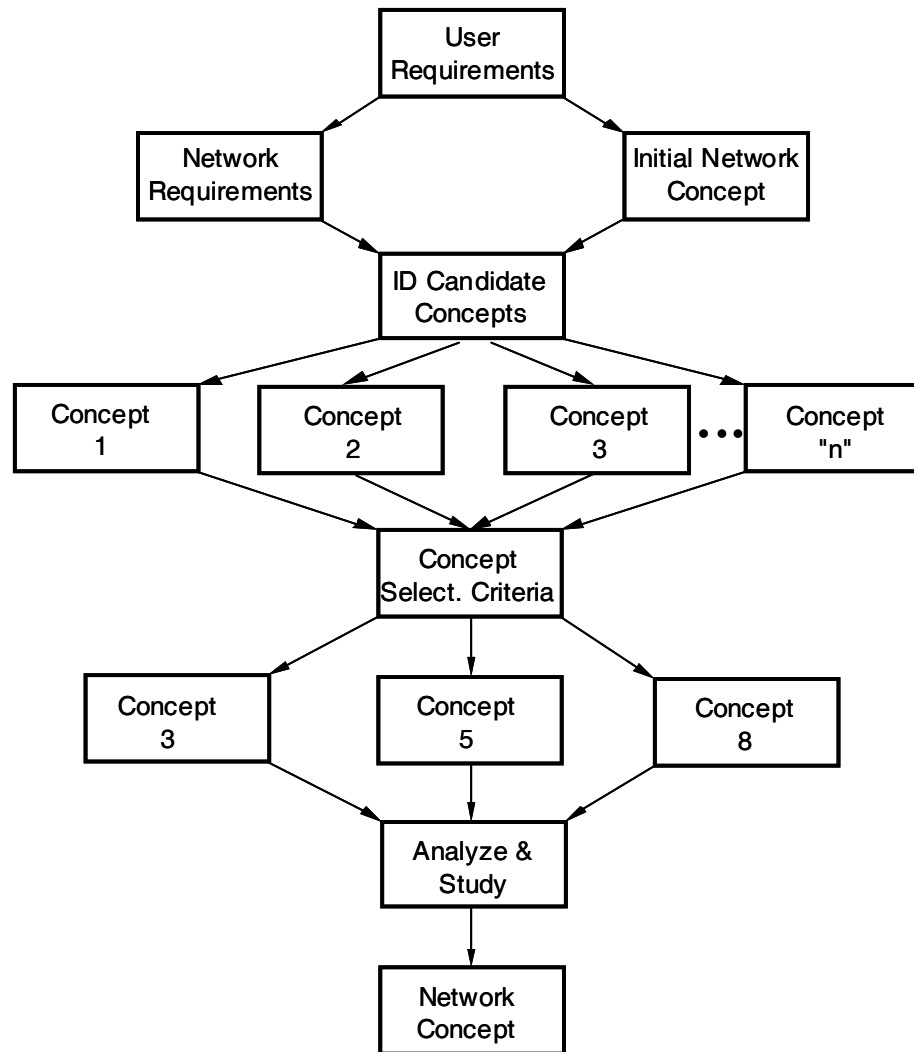 User
Requirements
Network
Requirements
Initial Network
Concept
ID Candidate
Concepts
Concept
1
Concept
2
Concept
3
•••
Concept
"n"
Concept
Select. Criteria
Concept
3
Concept
5
Concept
8
Analyze &
Study
Network
Concept